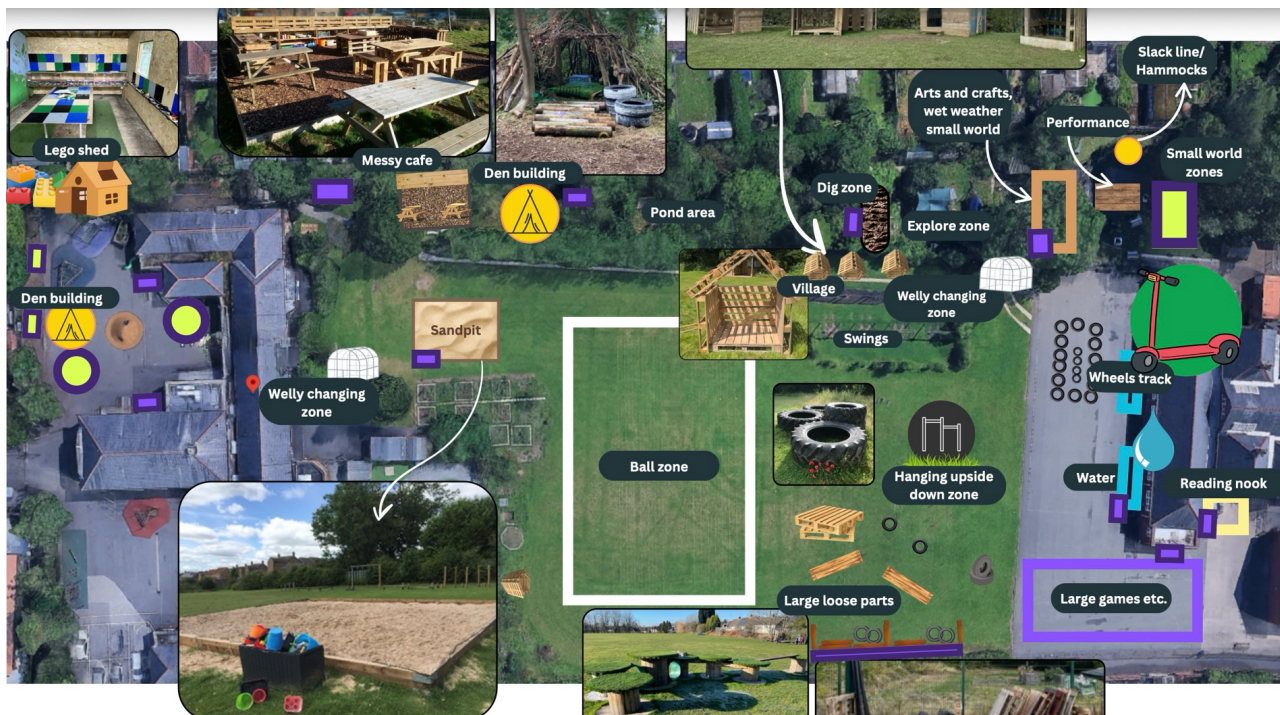 Slack line/
Hammocks
Arts and crafts,
wet weather
small world
Performance
Lego shed
Messy cafe
Small world
zones
Den building
Dig zone
Pond area
Explore zone
Village
Welly changing
zone
Den building
Sandpit
Swings
Wheels track
Welly changing
zone
Ball zone
Hanging upside
down zone
Water
Reading nook
Large loose parts
Large games etc.